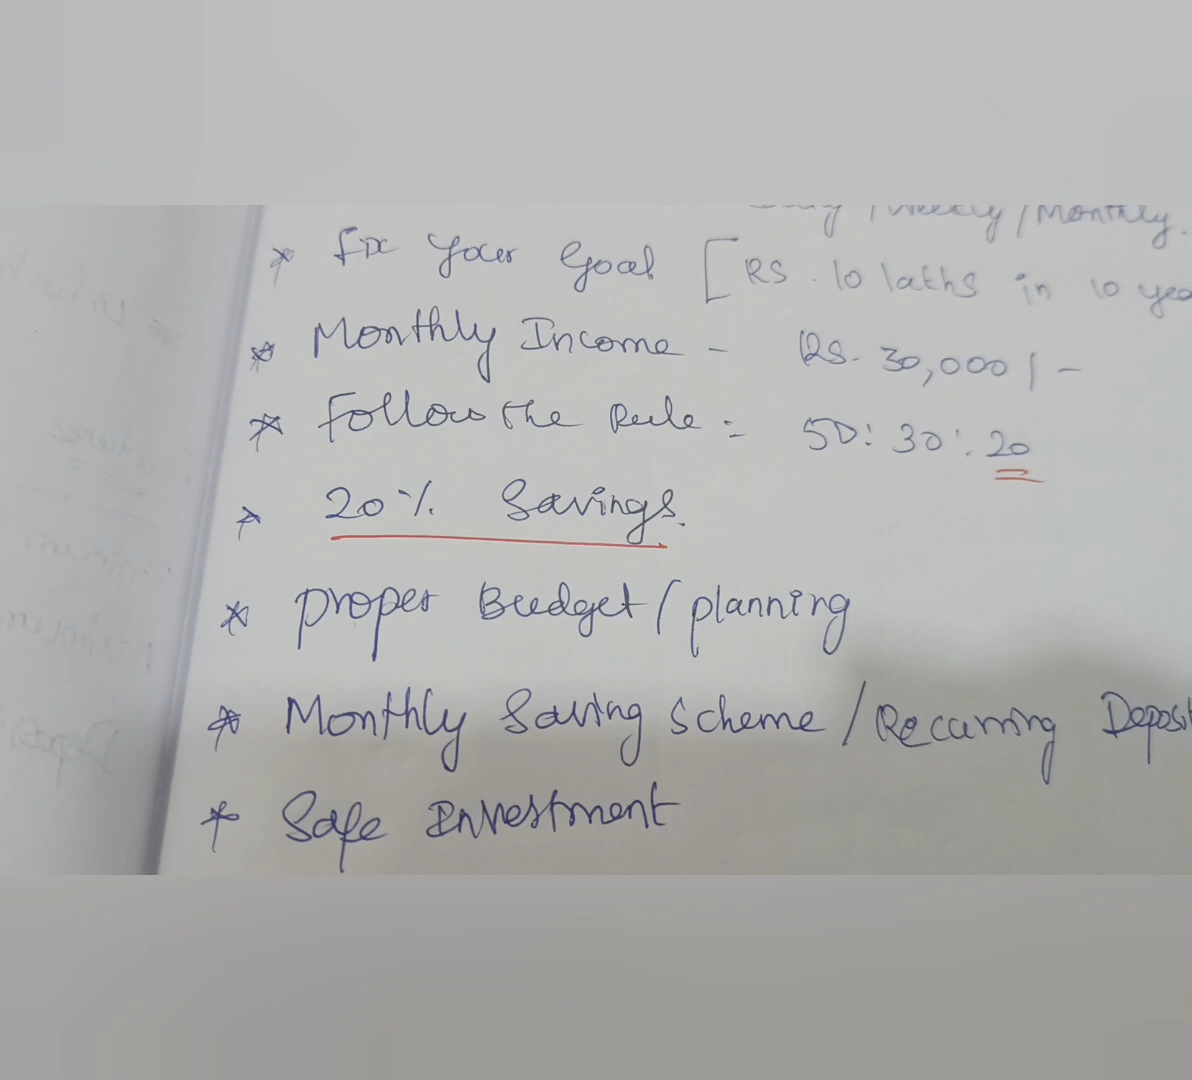 /Weekly/Monthly.
* Fix your Goal [RS. 10 lakhs in 10 yea
* Monthly Income - RS. 30,000/-
* Follow the Rule:- 50:30:20
* 20% Savings.
* Proper Budget/planning
* Monthly Saving Scheme/Recurring Deposit
* Safe Investment